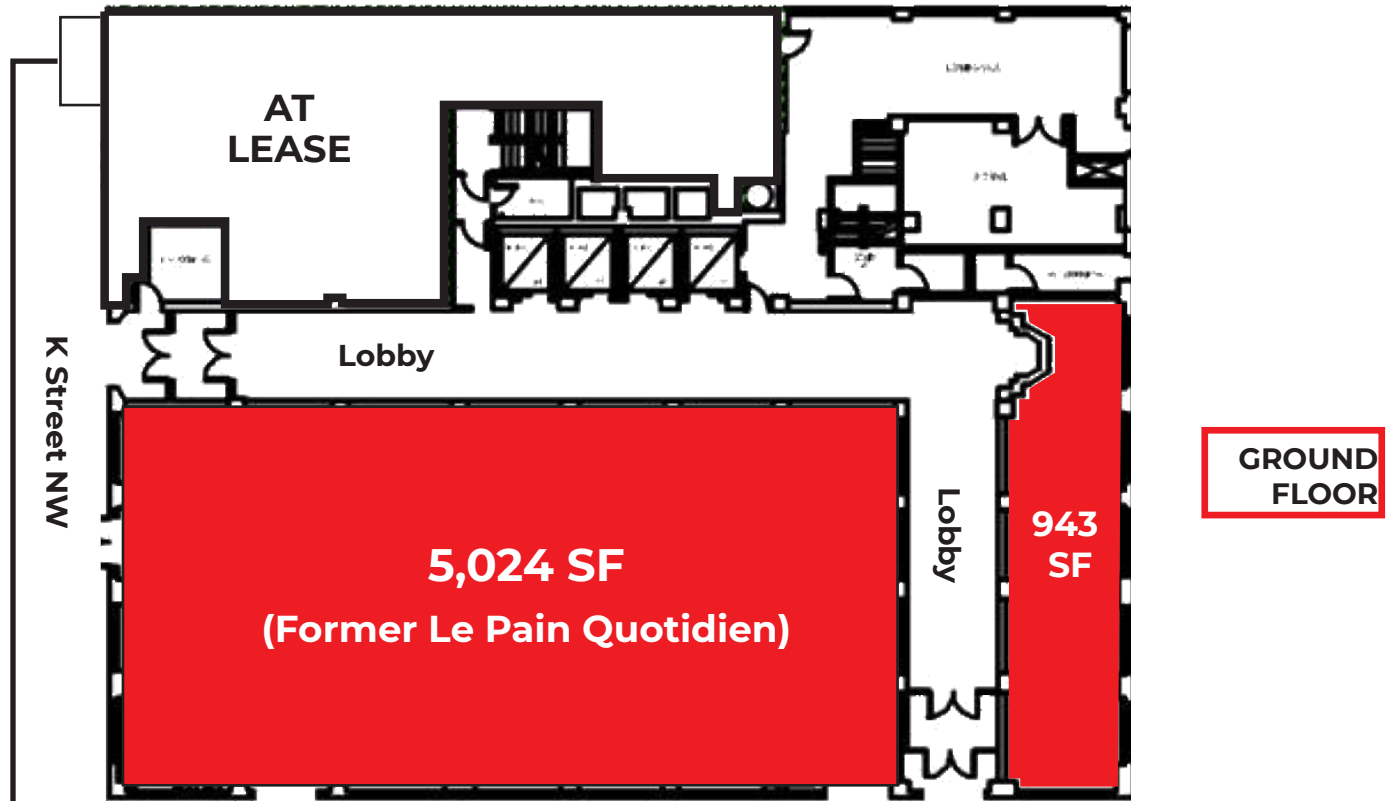 AT
LEASE
Lobby
K Street NW
GROUND
FLOOR
Lobby
943
SF
5,024 SF
(Former Le Pain Quotidien)